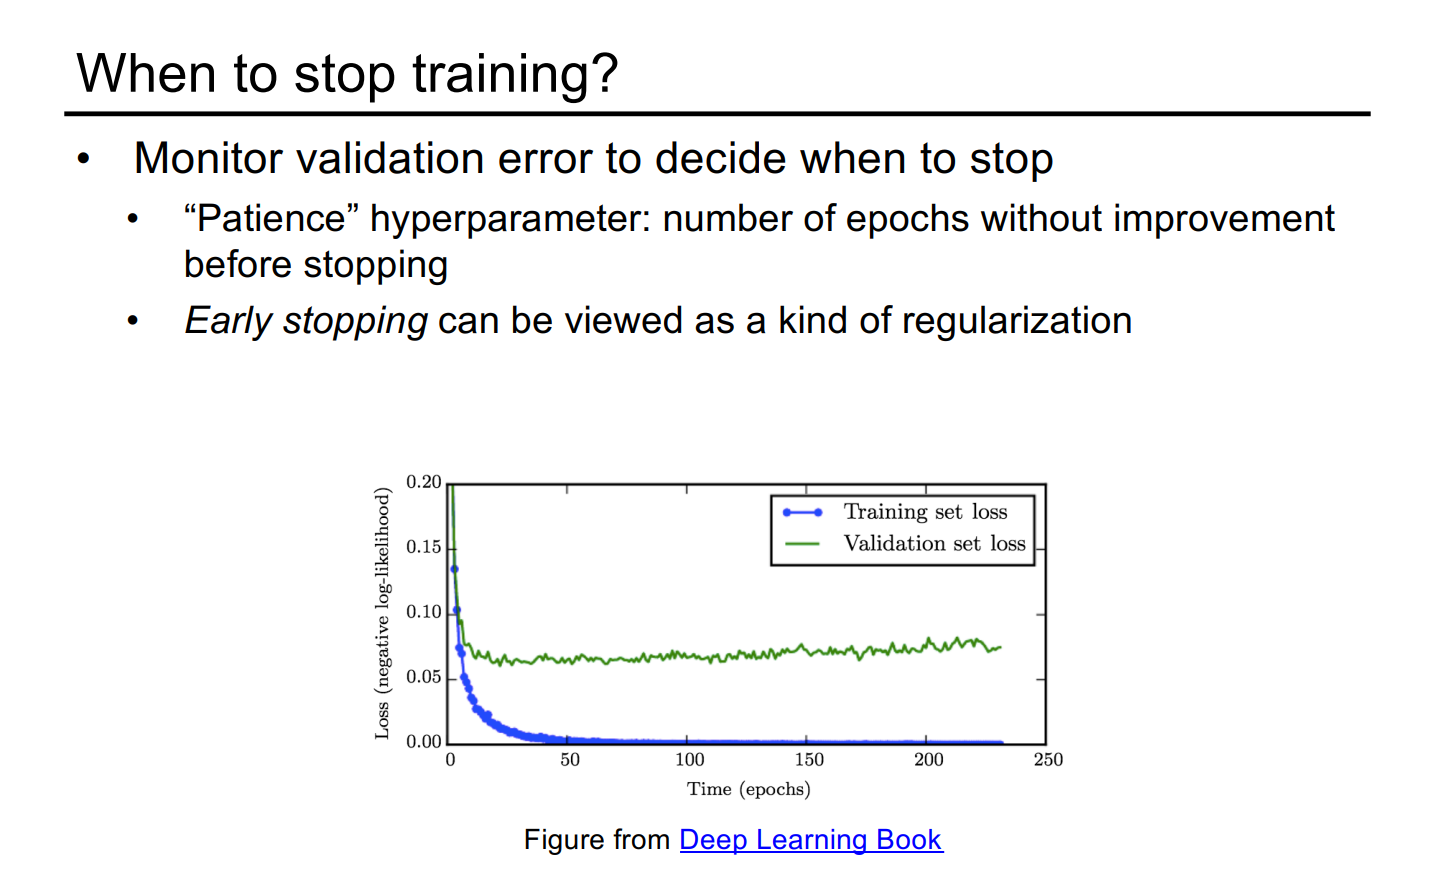 When to stop training?
• Monitor validation error to decide when to stop
• “Patience” hyperparameter: number of epochs without improvement
before stopping
• Early stopping can be viewed as a kind of regularization
0.20
0.15
0.10
0.05
0.00
Loss (negative log-likelihood)
Training set loss
Validation set loss
0 50 100 150 200 250
Time (epochs)
Figure from Deep Learning Book